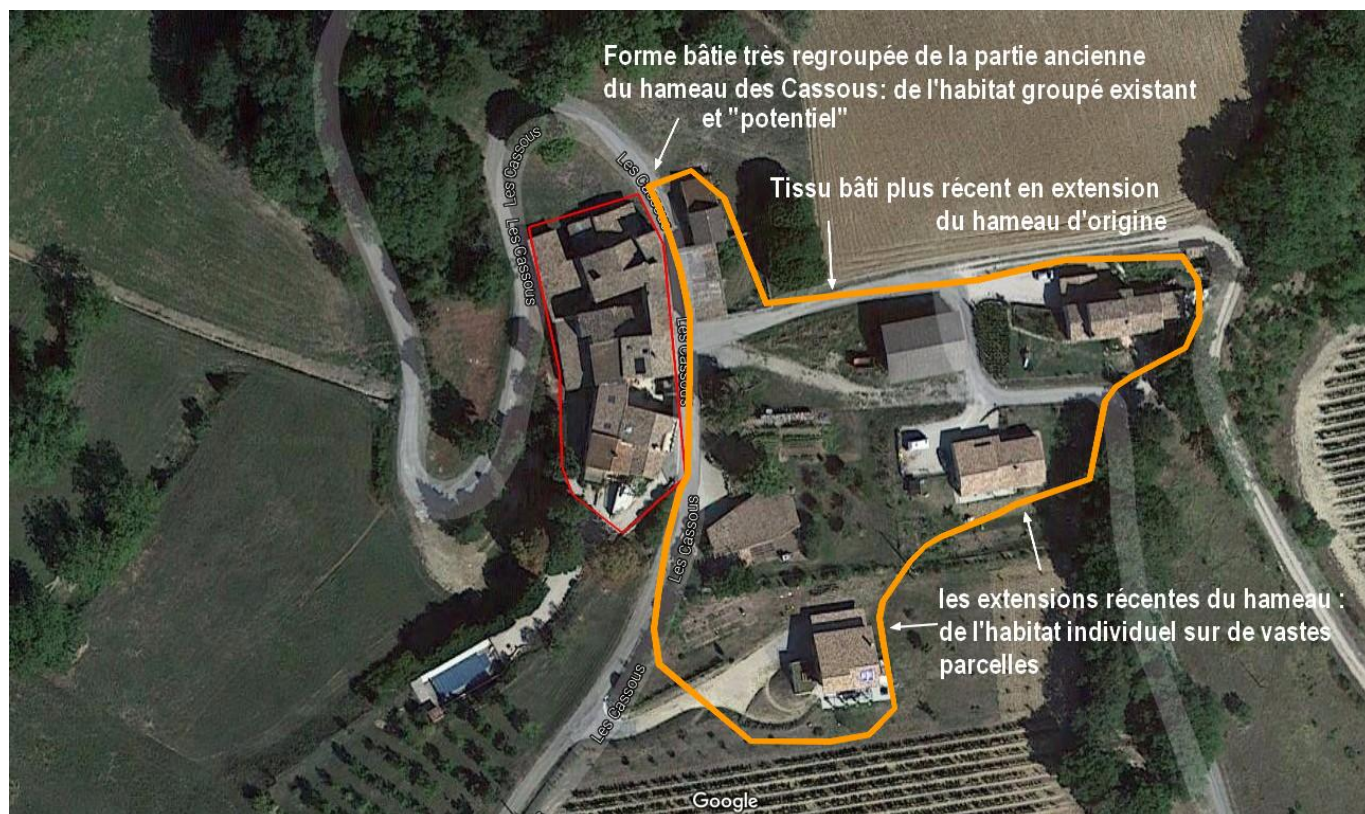 Forme bâtie très regroupée de la partie ancienne
du hameau des Cassous: de l'habitat groupé existant
et "potentiel"
Les Cassous
Les Cassous
Tissu bâti plus récent en extension
du hameau d'origine
Les Cassous
Les Cassous
Les Cassous
les extensions récentes du hameau :
de l'habitat individuel sur de vastes
parcelles
Les Cassous
Google